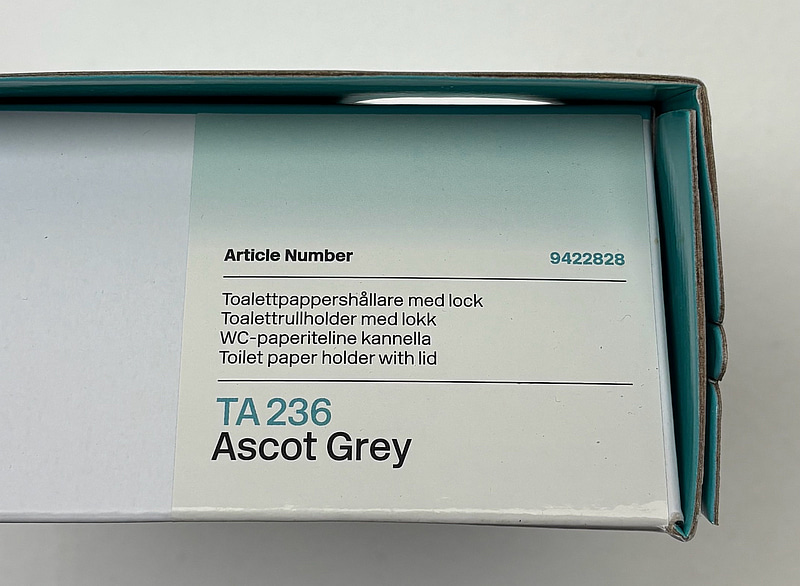 Article Number 9422828
Toalettpappershållare med lock
Toalettrullholder med lokk
WC-paperiteline kannella
Toilet paper holder with lid
TA 236
Ascot Grey